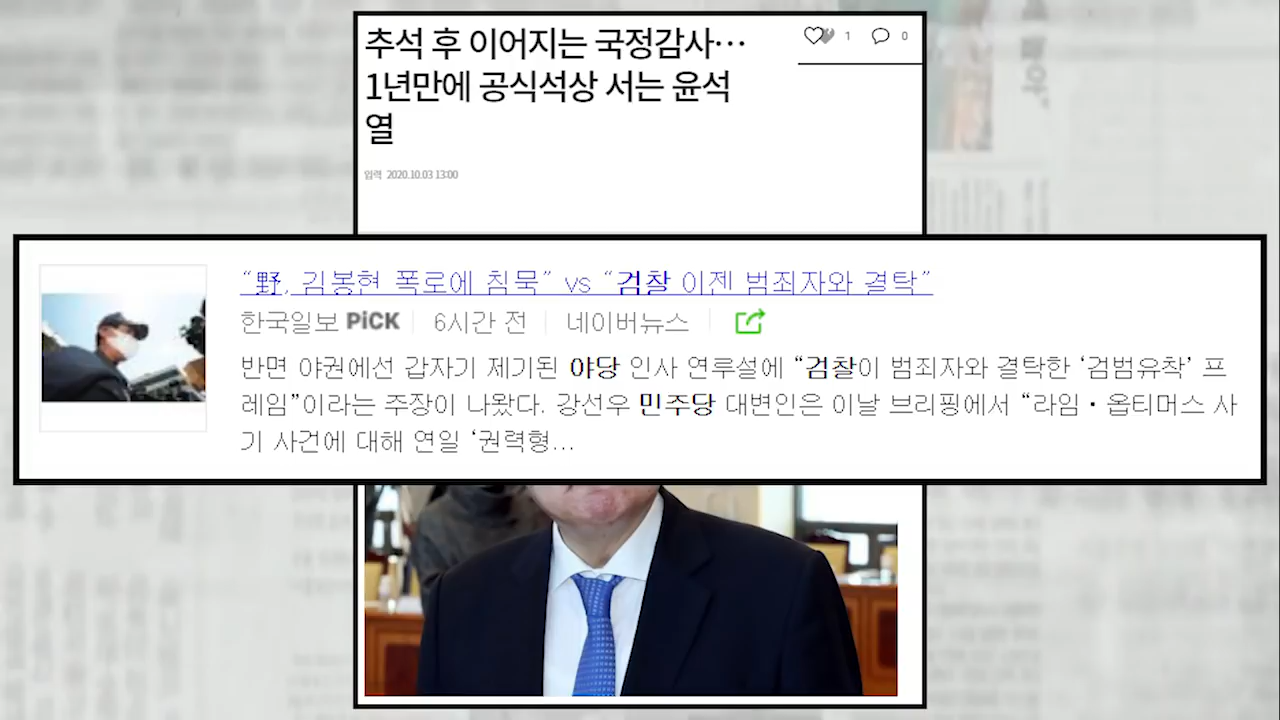 추석 후 이어지는 국정감사…
1년만에 공식석상 서는 윤석
열
1 0
입력 2020.10.03 13:00
“野, 김봉현 폭로에 침묵” vs “검찰 이젠 범죄자와 결탁”
한국일보 PiCK 6시간 전 네이버뉴스
반면 야권에선 갑자기 제기된 야당 인사 연루설에 “검찰이 범죄자와 결탁한 ‘검범유착’ 프
레임”이라는 주장이 나왔다. 강선우 민주당 대변인은 이날 브리핑에서 “라임·옵티머스 사
기 사건에 대해 연일 ‘권력형...